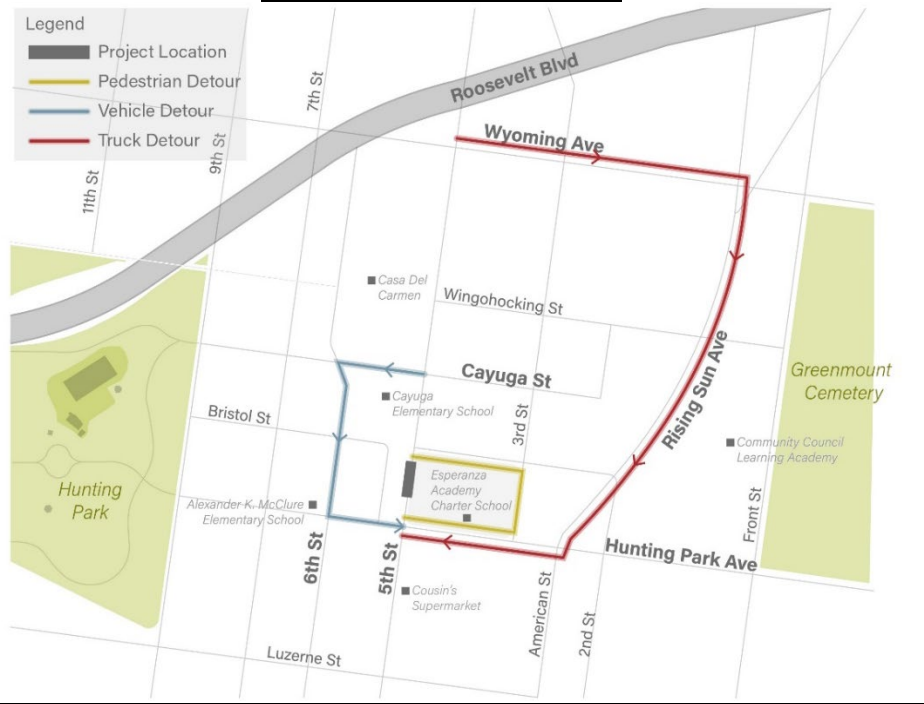 Legend
Project Location
Pedestrian Detour
Vehicle Detour
Truck Detour
7th St
Roosevelt Blvd
9th St
11th St
Wyoming Ave
Casa Del
Carmen
Wingohocking St
Cayuga St
Cayuga
Elementary School
Rising Sun Ave
Greenmount
Cemetery
3rd St
Bristol St
Community Council
Learning Academy
Esperanza
Academy
Charter School
Hunting
Park
Alexander K. McClure
Elementary School
Front St
6th St
5th St
Hunting Park Ave
Cousin's
Supermarket
American St
2nd St
Luzerne St